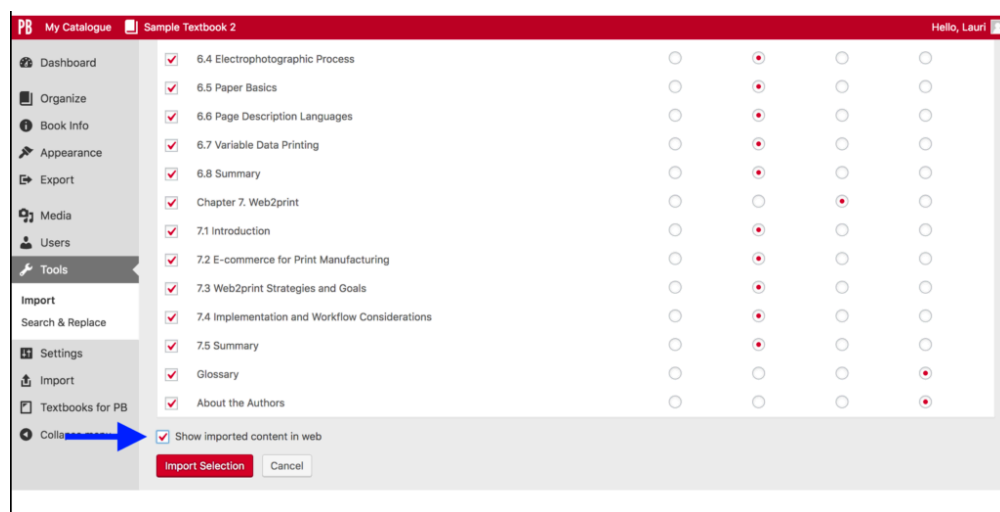 PB My Catalogue Sample Textbook 2 Hello, Lauri
Dashboard
Organize
Book Info
Appearance
Export
Media
Users
Tools
Import
Search & Replace
Settings
Import
Textbooks for PB
Collapse menu
6.4 Electrophotographic Process
6.5 Paper Basics
6.6 Page Description Languages
6.7 Variable Data Printing
6.8 Summary
Chapter 7. Web2print
7.1 Introduction
7.2 E-commerce for Print Manufacturing
7.3 Web2print Strategies and Goals
7.4 Implementation and Workflow Considerations
7.5 Summary
Glossary
About the Authors
Show imported content in web
Import Selection Cancel